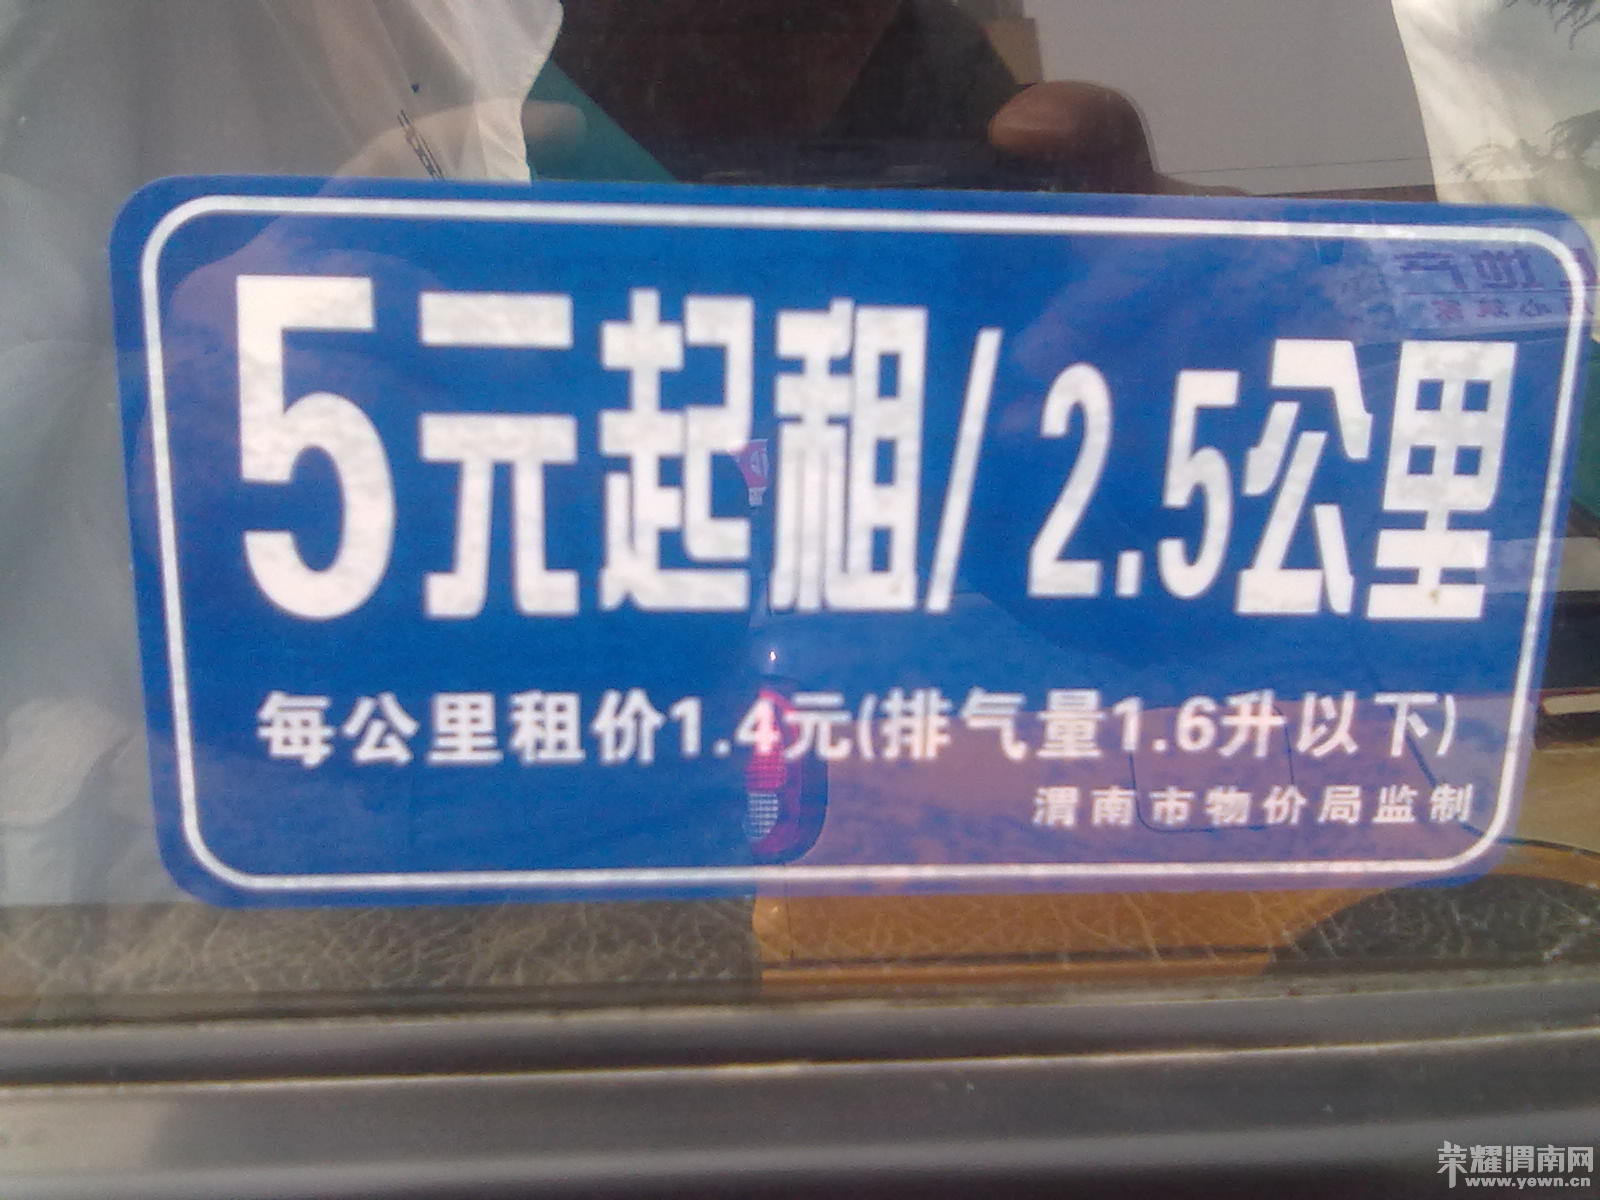 5元起租/2.5公里
每公里租价1.4元(排气量1.6升以下)
渭南市物价局监制
荣耀渭南网
www.yewn.cn